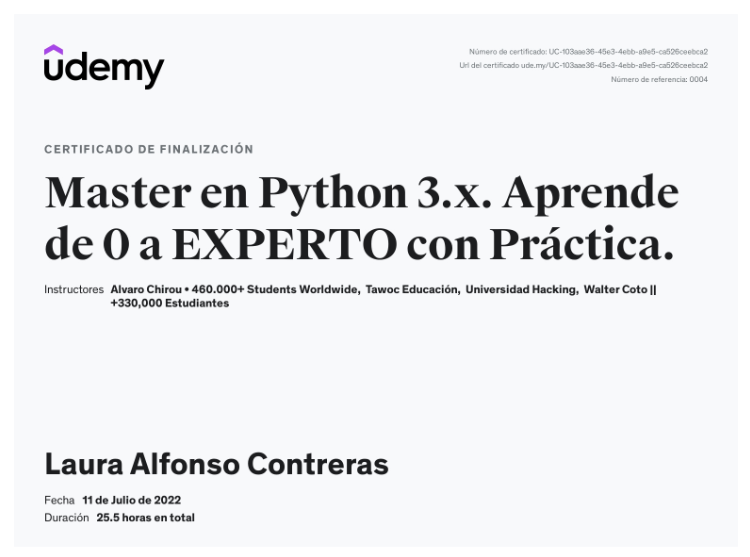 ûdemy
Número de certificado: UC-103aae36-45e3-4ebb-a9e5-ca526ceebca2
Url del certificado ude.my/UC-103aae36-45e3-4ebb-a9e5-ca526ceebca2
Número de referencia: 0004
CERTIFICADO DE FINALIZACIÓN
Master en Python 3.x. Aprende
de 0 a EXPERTO con Práctica.
Instructores Alvaro Chirou • 460.000+ Students Worldwide, Tawoc Educación, Universidad Hacking, Walter Coto ||
+330,000 Estudiantes
Laura Alfonso Contreras
Fecha 11 de Julio de 2022
Duración 25.5 horas en total